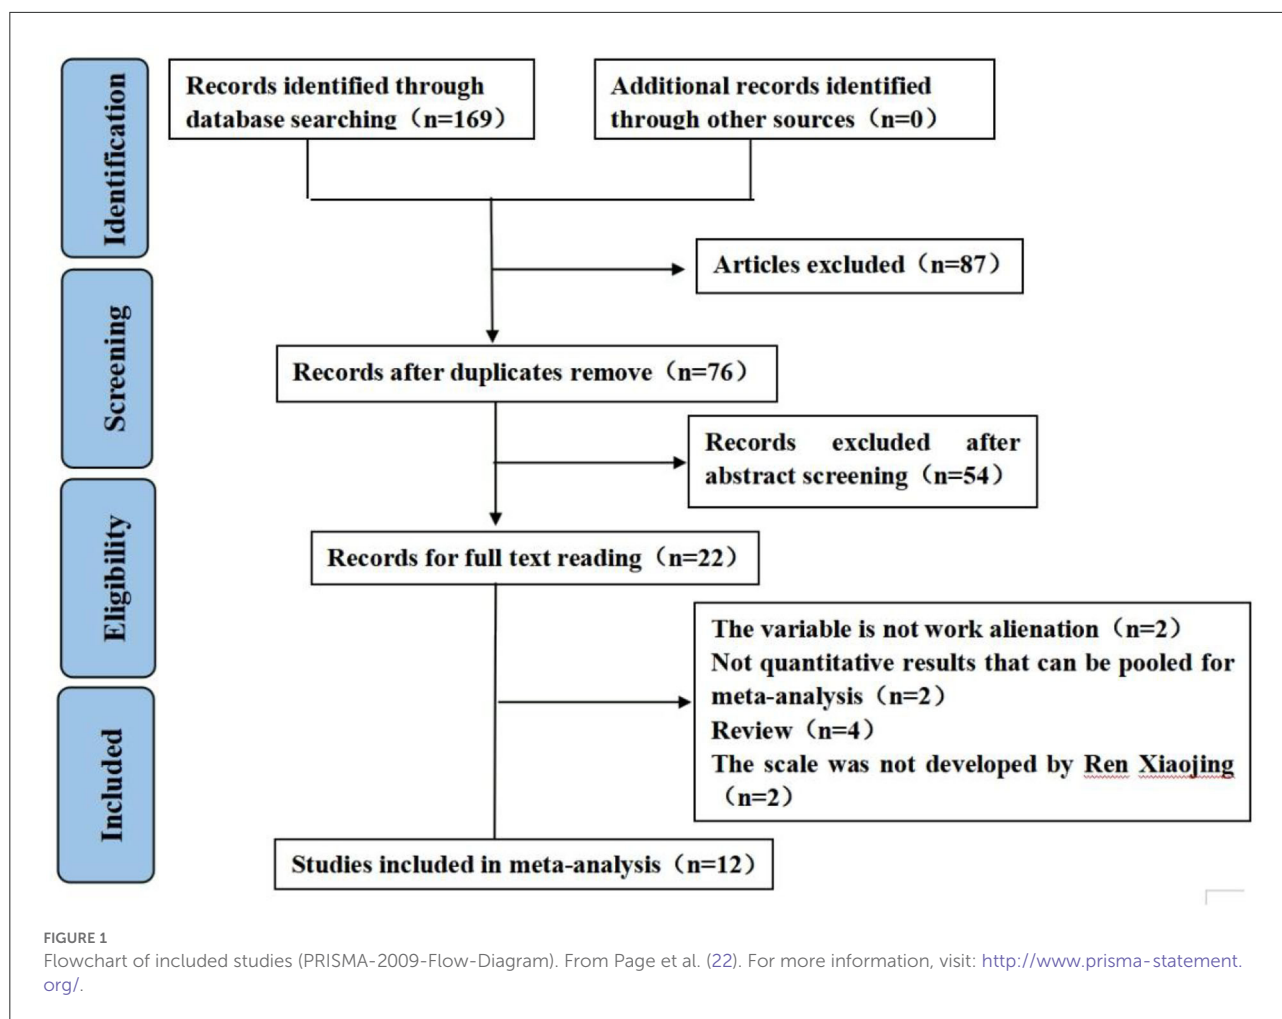 Identification
Records identified through
database searching（n=169）
Additional records identified
through other sources（n=0）
Articles excluded（n=87）
Screening
Records after duplicates remove（n=76）
Records excluded after
abstract screening（n=54）
Eligibility
Records for full text reading（n=22）
The variable is not work alienation（n=2）
Not quantitative results that can be pooled for
meta-analysis（n=2）
Review（n=4）
The scale was not developed by Ren Xiaojing
（n=2）
Included
Studies included in meta-analysis（n=12）
FIGURE 1
Flowchart of included studies (PRISMA-2009-Flow-Diagram). From Page et al. (22). For more information, visit: http://www.prisma-statement.
org/.